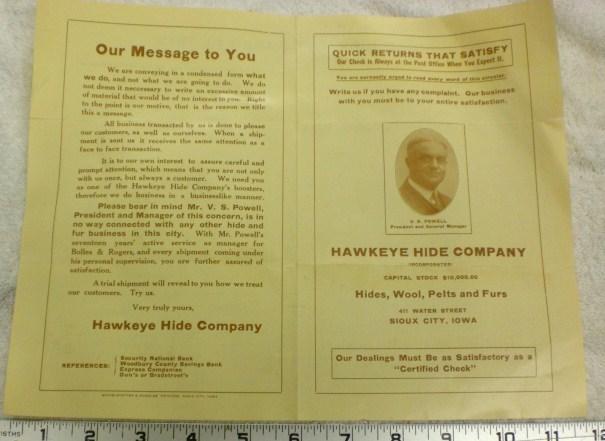 Our Message to You
We are conveying in a condensed form what
we do, and not what we are going to do. We do
not deem it neccessary to write an excessive amount
of material that would be of no interest to you. Right
to the point is our motive, that is the reason we title
this a message.
All business transacted by us is done to please
our customers, as well as ourselves. When a ship-
ment is sent us it receives the same attention as a
face to face transaction.
It is to our own interest to assure careful and
prompt attention, which means that you are not only
with us once, but always a customer. We need you
as one of the Hawkeye Hide Company's boosters,
therefore we do business in a businesslike manner.
Please bear in mind Mr. V. S. Powell,
President and Manager of this concern, is in
no way connected with any other hide and
fur business in this city. With Mr. Powell's
seventeen years' active service as manager for
Bolles & Rogers, and every shipment coming under
his personal supervision, you are further assured of
satisfaction.
A trial shipment will reveal to you how we treat
our customers. Try us.
Very truly yours,
Hawkeye Hide Company
REFERENCES:
Security National Bank
Woodbury County Savings Bank
Express Companies
Dun's or Bradstreet's
QUICK RETURNS THAT SATISFY
Our Check is Always at the Post Office When You Expect It.
You are earnestly urged to read every word of this circular.
Write us if you have any complaint. Our business
with you must be to your entire satisfaction.
V. S. POWELL
President and General Manager
HAWKEYE HIDE COMPANY
INCORPORATED
CAPITAL STOCK $10,000.00
Hides, Wool, Pelts and Furs
411 WATER STREET
SIOUX CITY, IOWA
Our Dealings Must Be as Satisfactory as a
"Certified Check"
16THS 1 2 3 4 5 6 7 8 9 10 11 12